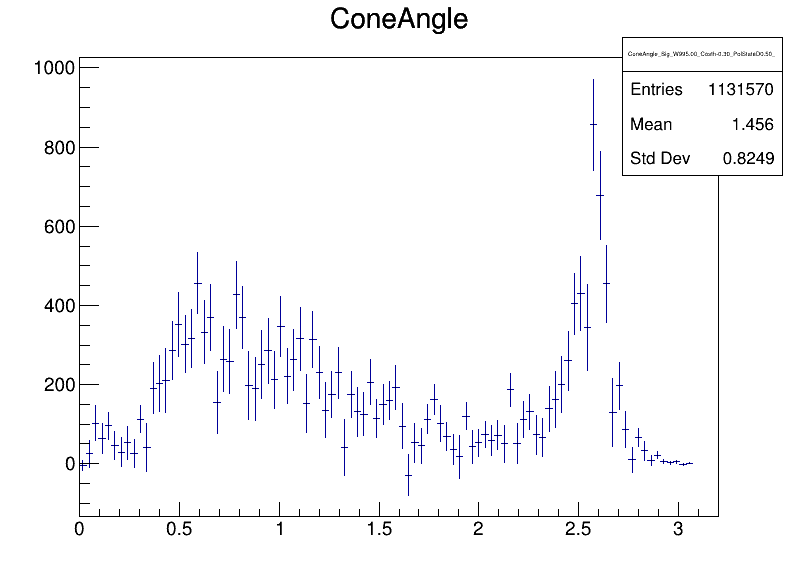 ConeAngle
ConeAngle_Sig_W995.00_Costh-0.30_PolStateD0.50_
Entries 1131570
Mean 1.456
Std Dev 0.8249
1000
800
600
400
200
0
0 0.5 1 1.5 2 2.5 3